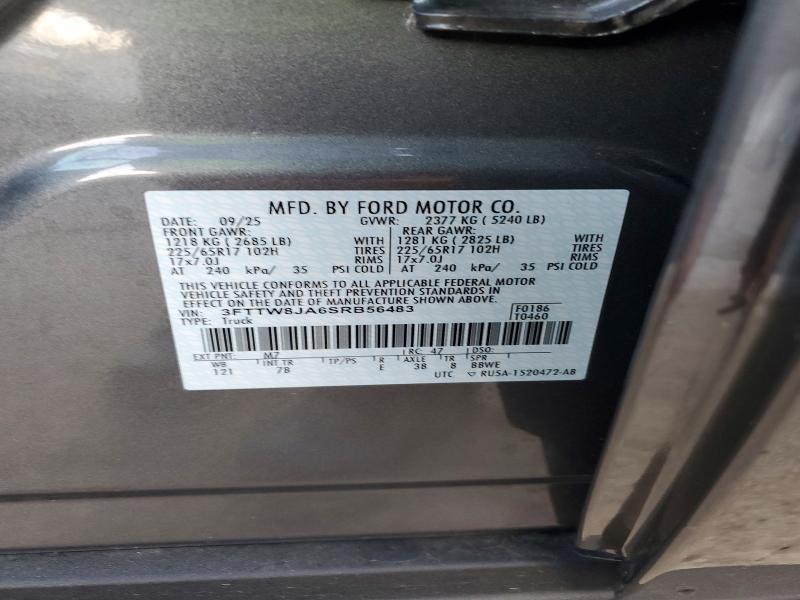 MFD. BY FORD MOTOR CO.
DATE: 09/25 GVWR: 2377 KG ( 5240 LB)
FRONT GAWR: REAR GAWR:
1218 KG ( 2685 LB) WITH 1281 KG ( 2825 LB) WITH
225/65R17 102H TIRES 225/65R17 102H TIRES
17x7.0J RIMS 17x7.0J RIMS
AT 240 kPa/ 35 PSI COLD AT 240 kPa/ 35 PSI COLD
THIS VEHICLE CONFORMS TO ALL APPLICABLE FEDERAL MOTOR
VEHICLE SAFETY AND THEFT PREVENTION STANDARDS IN
EFFECT ON THE DATE OF MANUFACTURE SHOWN ABOVE.
VIN: 3FTTW8JA6SRB56483 F0186
TYPE: Truck T0460
EXT PNT: M7 RC: 47 DSO:
WB INT TR TP/PS R AXLE TR SPR
121 7B E 38 8 BBWE
UTC ▽ RUSA-1520472-AB